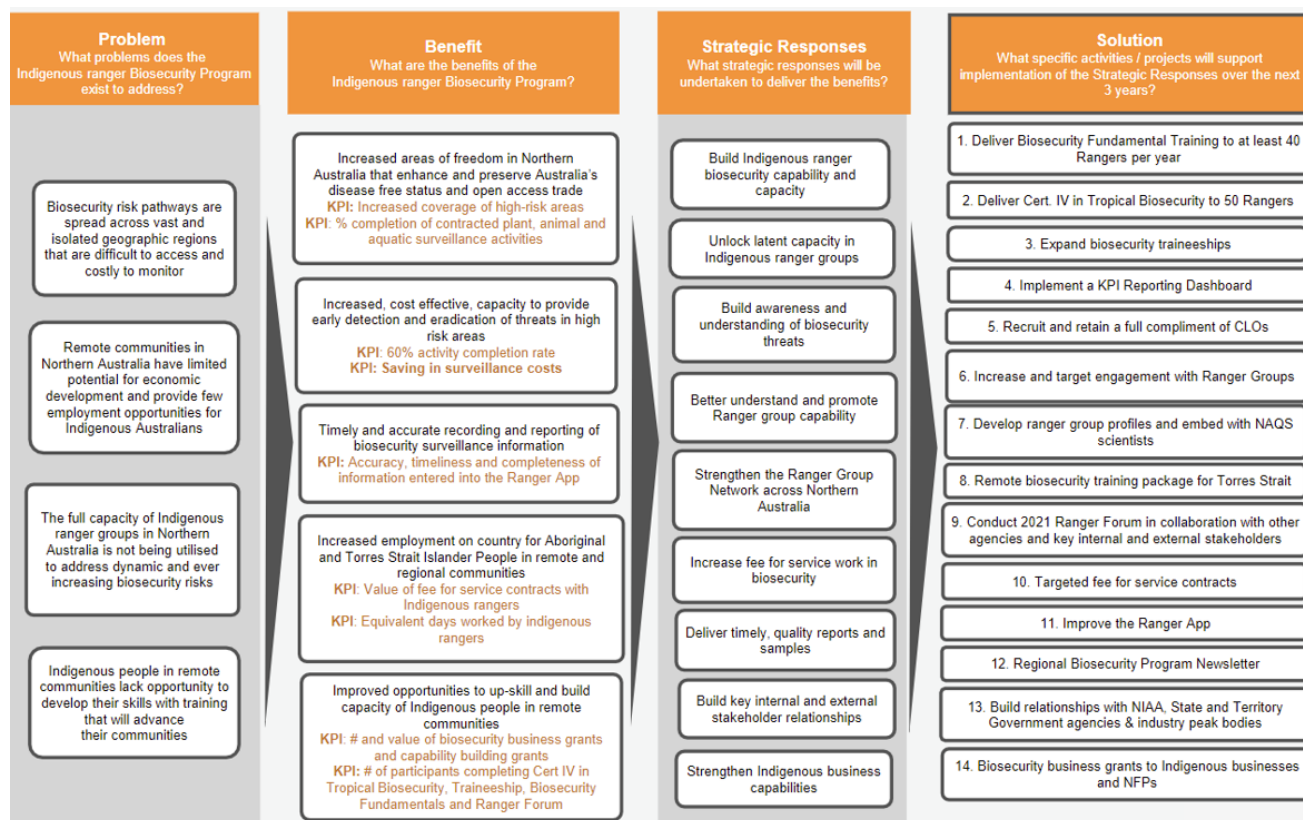 Problem
What problems does the
Indigenous ranger Biosecurity Program
exist to address?
Biosecurity risk pathways are
spread across vast and
isolated geographic regions
that are difficult to access and
costly to monitor
Remote communities in
Northern Australia have limited
potential for economic
development and provide few
employment opportunities for
Indigenous Australians
The full capacity of Indigenous
ranger groups in Northern
Australia is not being utilised
to address dynamic and ever
increasing biosecurity risks
Indigenous people in remote
communities lack opportunity to
develop their skills with training
that will advance
their communities
Benefit
What are the benefits of the
Indigenous ranger Biosecurity Program?
Increased areas of freedom in Northern
Australia that enhance and preserve Australia's
disease free status and open access trade
KPI: Increased coverage of high-risk areas
KPI: % completion of contracted plant, animal and
aquatic surveillance activities
Increased, cost effective, capacity to provide
early detection and eradication of threats in high
risk areas
KPI: 60% activity completion rate
KPI: Saving in surveillance costs
Timely and accurate recording and reporting of
biosecurity surveillance information
KPI: Accuracy, timeliness and completeness of
information entered into the Ranger App
Increased employment on country for Aboriginal
and Torres Strait Islander People in remote and
regional communities
KPI: Value of fee for service contracts with
Indigenous rangers
KPI: Equivalent days worked by indigenous
rangers
Improved opportunities to up-skill and build
capacity of Indigenous people in remote
communities
KPI: # and value of biosecurity business grants
and capability building grants
KPI: # of participants completing Cert IV in
Tropical Biosecurity, Traineeship, Biosecurity
Fundamentals and Ranger Forum
Strategic Responses
What strategic responses will be
undertaken to deliver the benefits?
Build Indigenous ranger
biosecurity capability and
capacity
Unlock latent capacity in
Indigenous ranger groups
Build awareness and
understanding of biosecurity
threats
Better understand and promote
Ranger group capability
Strengthen the Ranger Group
Network across Northern
Australia
Increase fee for service work in
biosecurity
Deliver timely, quality reports and
samples
Build key internal and external
stakeholder relationships
Strengthen Indigenous business
capabilities
Solution
What specific activities / projects will support
implementation of the Strategic Responses over the next
3 years?
1. Deliver Biosecurity Fundamental Training to at least 40
Rangers per year
2. Deliver Cert. IV in Tropical Biosecurity to 50 Rangers
3. Expand biosecurity traineeships
4. Implement a KPI Reporting Dashboard
5. Recruit and retain a full compliment of CLOs
6. Increase and target engagement with Ranger Groups
7. Develop ranger group profiles and embed with NAQS
scientists
8. Remote biosecurity training package for Torres Strait
9. Conduct 2021 Ranger Forum in collaboration with other
agencies and key internal and external stakeholders
10. Targeted fee for service contracts
11. Improve the Ranger App
12. Regional Biosecurity Program Newsletter
13. Build relationships with NIAA, State and Territory
Government agencies & industry peak bodies
14. Biosecurity business grants to Indigenous businesses
and NFPs